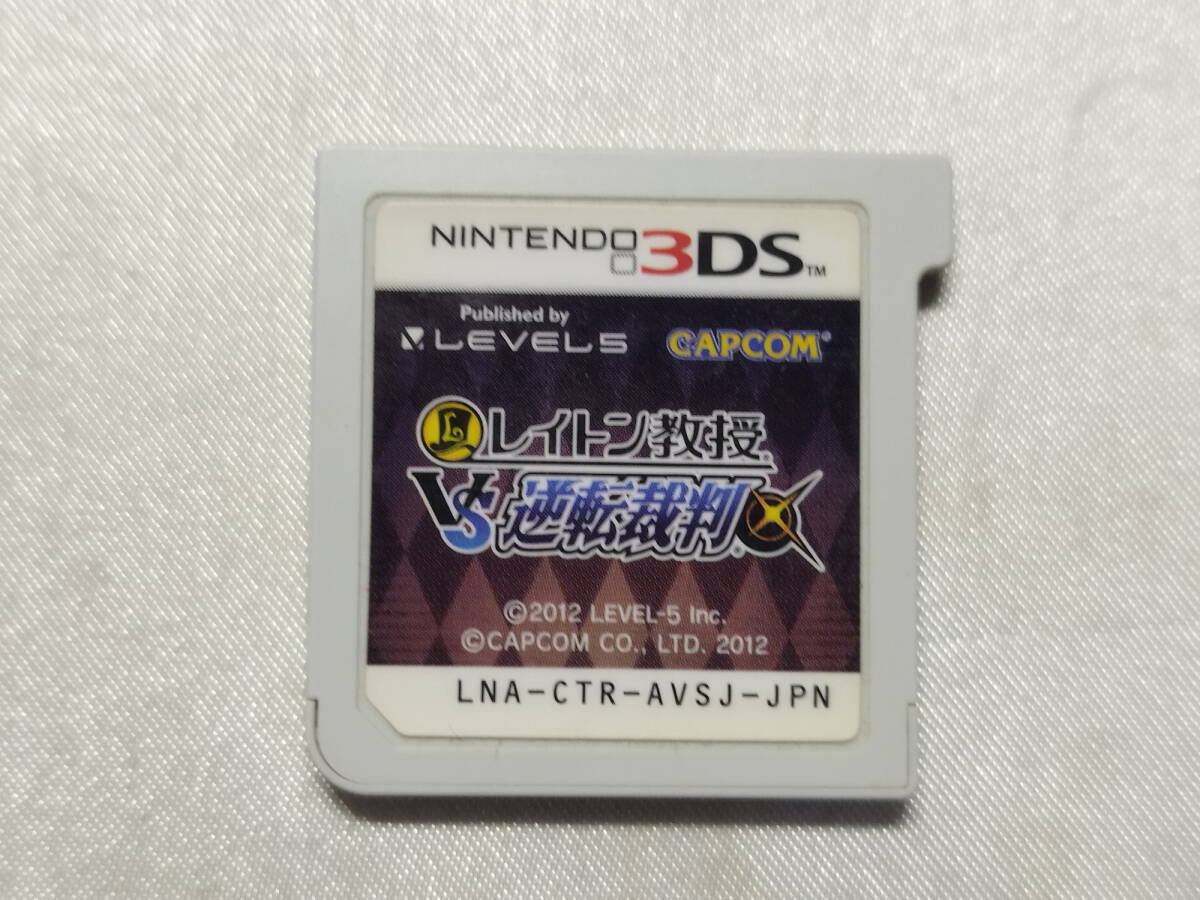 NINTENDO 3DS™
Published by
LEVEL5 CAPCOM®
L レイトン教授®
VS 逆転裁判®
©2012 LEVEL-5 Inc.
©CAPCOM CO., LTD. 2012
LNA-CTR-AVSJ-JPN